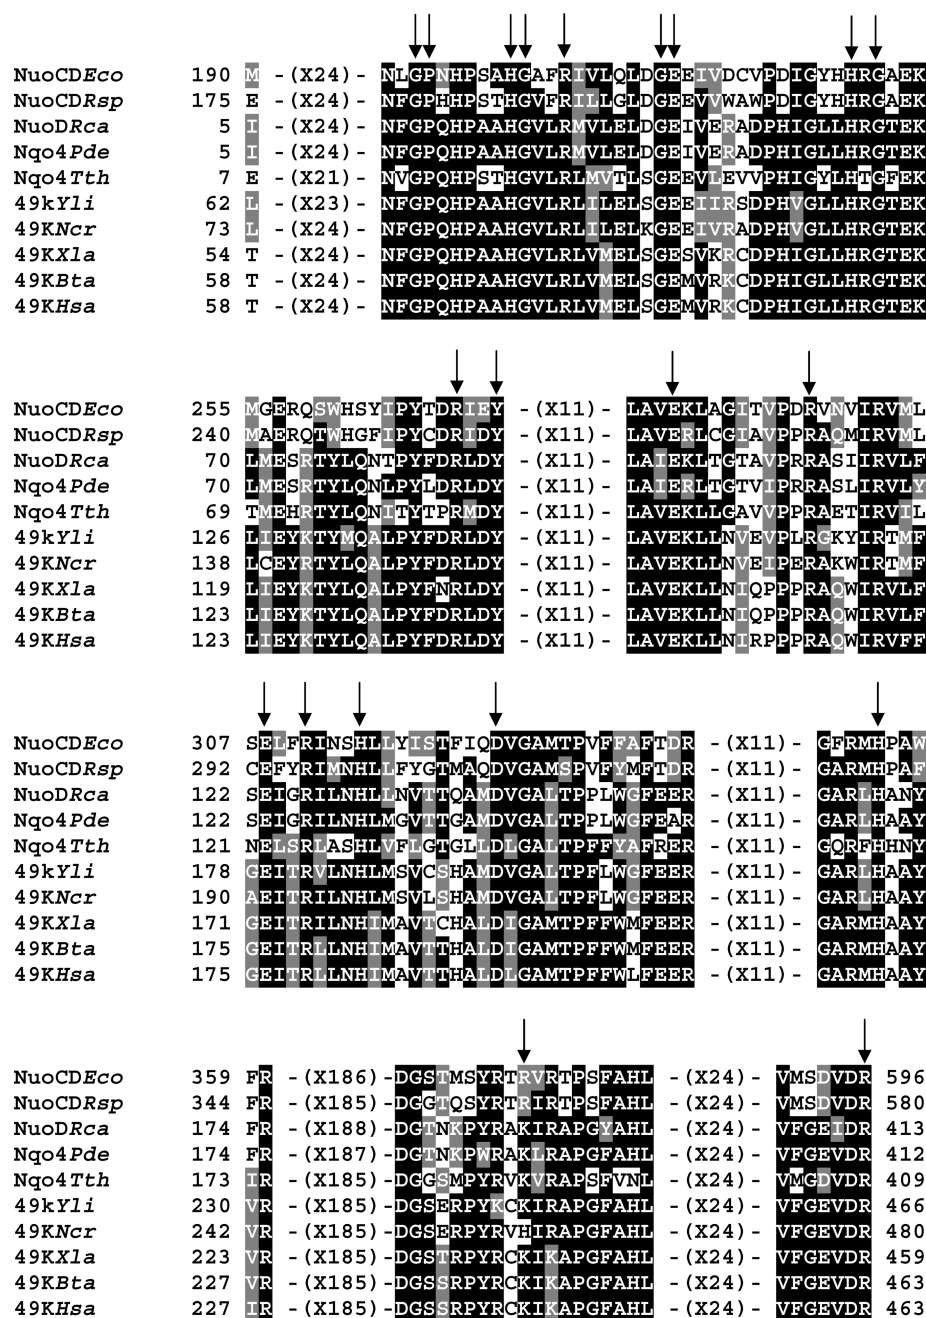 NuoCDEco 190 M -(X24)- NLGPNHPSAHGAFRIVLQLDGEEIVDCVPDIGYHHRGAEK
NuoCDRsp 175 E -(X24)- NFGPHHPSTHGVFRILLGLDGEEVVWAWPDIGYHHRGAEK
NuoDRca 5 I -(X24)- NFGPQHPAAHGVLRMVLELDGEIVERADPHIGLLHRGTEK
Nqo4Pde 5 I -(X24)- NFGPQHPAAHGVLRMVLELDGEIVERADPHIGLLHRGTEK
Nqo4Tth 7 E -(X21)- NVGPQHPSTHGVLRLMVTLSGEEVLEVVPHIGYLHTGFEK
49kYli 62 L -(X23)- NFGPQHPAAHGVLRLILELSGEEIIRSDPHVGLLHRGTEK
49KNcr 73 L -(X24)- NFGPQHPAAHGVLRLILELKGEEIVRADPHVGLLHRGTEK
49KXla 54 T -(X24)- NFGPQHPAAHGVLRLVMELSGESVKRCDPHIGLLHRGTEK
49KBta 58 T -(X24)- NFGPQHPAAHGVLRLVMELSGEMVRKCDPHIGLLHRGTEK
49KHsa 58 T -(X24)- NFGPQHPAAHGVLRLVMELSGEMVRKCDPHIGLLHRGTEK
NuoCDEco 255 MGERQSWHSYIPYTDRIEY -(X11)- LAVEKLAGITVPDRVNVIRVML
NuoCDRsp 240 MAERQTWHGFIPYCDRIDY -(X11)- LAVERLCGIAVPPRAQMIRVML
NuoDRca 70 LMESRTYLQNTPYFDRLDY -(X11)- LAIEKLTGTAVPRRASIIRVLF
Nqo4Pde 70 LMESRTYLQNLPYLDRLDY -(X11)- LAIERLTGTVIPRRASLIRVLY
Nqo4Tth 69 TMEHRTYLQNITYTPRMDY -(X11)- LAVEKLLGAVVPPRAETIRVIL
49kYli 126 LIEYKTYMQALPYFDRLDY -(X11)- LAVEKLLNVEVPLRGKYIRTMF
49KNcr 138 LCEYRTYLQALPYFDRLDY -(X11)- LAVEKLLNVEIPERAKWIRTMF
49KXla 119 LIEYKTYLQALPYFNRLDY -(X11)- LAVEKLLNIQPPPRAQWIRVLF
49KBta 123 LIEYKTYLQALPYFDRLDY -(X11)- LAVEKLLNIQPPPRAQWIRVLF
49KHsa 123 LIEYKTYLQALPYFDRLDY -(X11)- LAVEKLLNIRPPPRAQWIRVFF
NuoCDEco 307 SELFRINSHLLYISTFIQDVGAMTPVFFAFTDR -(X11)- GFRMHPAW
NuoCDRsp 292 CEFYRIMNHLLFYGTMAQDVGAMSPVFYMFTDR -(X11)- GARMHPAF
NuoDRca 122 SEIGRILNHLLNVTTQAMDVGALTPPLWGFEER -(X11)- GARLHANY
Nqo4Pde 122 SEIGRILNHLMGVTTGAMDVGALTPPLWGFEAR -(X11)- GARLHAAY
Nqo4Tth 121 NELSRLASHLVFLGTGLLDLGALTPFFYAFRER -(X11)- GQRFHHNY
49kYli 178 GEITRVLNHLMSVCSHAMDVGALTPFLWGFEER -(X11)- GARLHAAY
49KNcr 190 AEITRILNHLMSVLSHAMDVGALTPFLWGFEER -(X11)- GARLHAAY
49KXla 171 GEITRILNHIMAVTCHALDIGAMTPFFWMFEER -(X11)- GARMHAAY
49KBta 175 GEITRLLNHIMAVTTHALDIGAMTPFFWMFEER -(X11)- GARMHAAY
49KHsa 175 GEITRLLNHIMAVTTHALDLGAMTPFFWLFEER -(X11)- GARMHAAY
NuoCDEco 359 FR -(X186)- DGSTMSYRTRVRTPSFAHL -(X24)- VMSDVDR 596
NuoCDRsp 344 FR -(X186)- DGGTQSYRTRIRTPSFAHL -(X24)- VMSDVDR 580
NuoDRca 174 FR -(X188)- DGTNKPYRAKIRAPGYAHL -(X24)- VFGEIDR 413
Nqo4Pde 174 FR -(X187)- DGTNKPWRAKLRAPGFAHL -(X24)- VFGEVDR 412
Nqo4Tth 173 IR -(X185)- DGGSMPYRVKVRAPSFVNL -(X24)- VMGDVDR 409
49kYli 230 VR -(X185)- DGSERPYKCKIRAPGFAHL -(X24)- VFGEVDR 466
49KNcr 242 VR -(X185)- DGSERPYRVHIRAPGFAHL -(X24)- VFGEVDR 480
49KXla 223 VR -(X185)- DGSTRPYRCKIKAPGFAHL -(X24)- VFGEVDR 459
49KBta 227 VR -(X185)- DGSSRPYRCKIKAPGFAHL -(X24)- VFGEVDR 463
49KHsa 227 IR -(X185)- DGSSRPYRCKIKAPGFAHL -(X24)- VFGEVDR 463